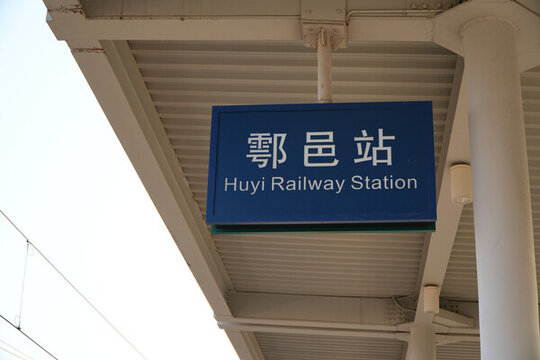 鄠邑站
Huyi Railway Station